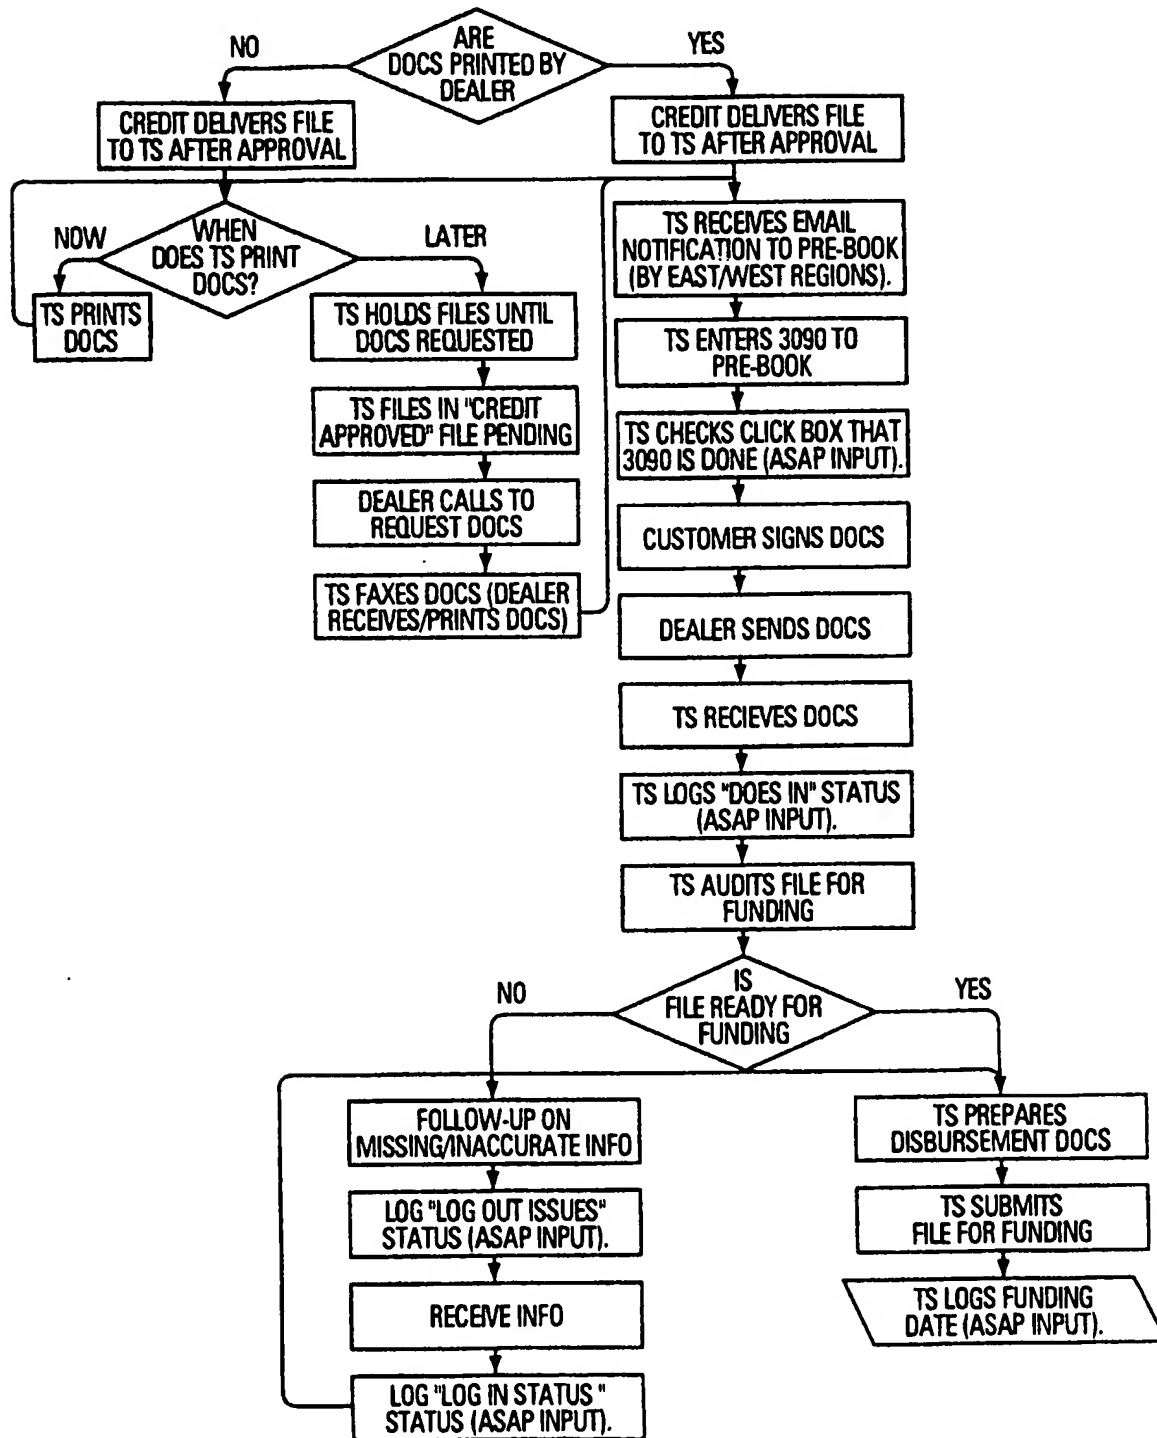 ARE
DOCS PRINTED BY
DEALER
NO
YES
CREDIT DELIVERS FILE
TO TS AFTER APPROVAL
CREDIT DELIVERS FILE
TO TS AFTER APPROVAL
WHEN
DOES TS PRINT
DOCS?
NOW
LATER
TS PRINTS
DOCS
TS HOLDS FILES UNTIL
DOCS REQUESTED
TS FILES IN "CREDIT
APPROVED" FILE PENDING
DEALER CALLS TO
REQUEST DOCS
TS FAXES DOCS (DEALER
RECEIVES/PRINTS DOCS)
TS RECEIVES EMAIL
NOTIFICATION TO PRE-BOOK
(BY EAST/WEST REGIONS).
TS ENTERS 3090 TO
PRE-BOOK
TS CHECKS CLICK BOX THAT
3090 IS DONE (ASAP INPUT).
CUSTOMER SIGNS DOCS
DEALER SENDS DOCS
TS RECIEVES DOCS
TS LOGS "DOES IN" STATUS
(ASAP INPUT).
TS AUDITS FILE FOR
FUNDING
IS
FILE READY FOR
FUNDING
NO
YES
FOLLOW-UP ON
MISSING/INACCURATE INFO
LOG "LOG OUT ISSUES"
STATUS (ASAP INPUT).
RECEIVE INFO
LOG "LOG IN STATUS "
STATUS (ASAP INPUT).
TS PREPARES
DISBURSEMENT DOCS
TS SUBMITS
FILE FOR FUNDING
TS LOGS FUNDING
DATE (ASAP INPUT).